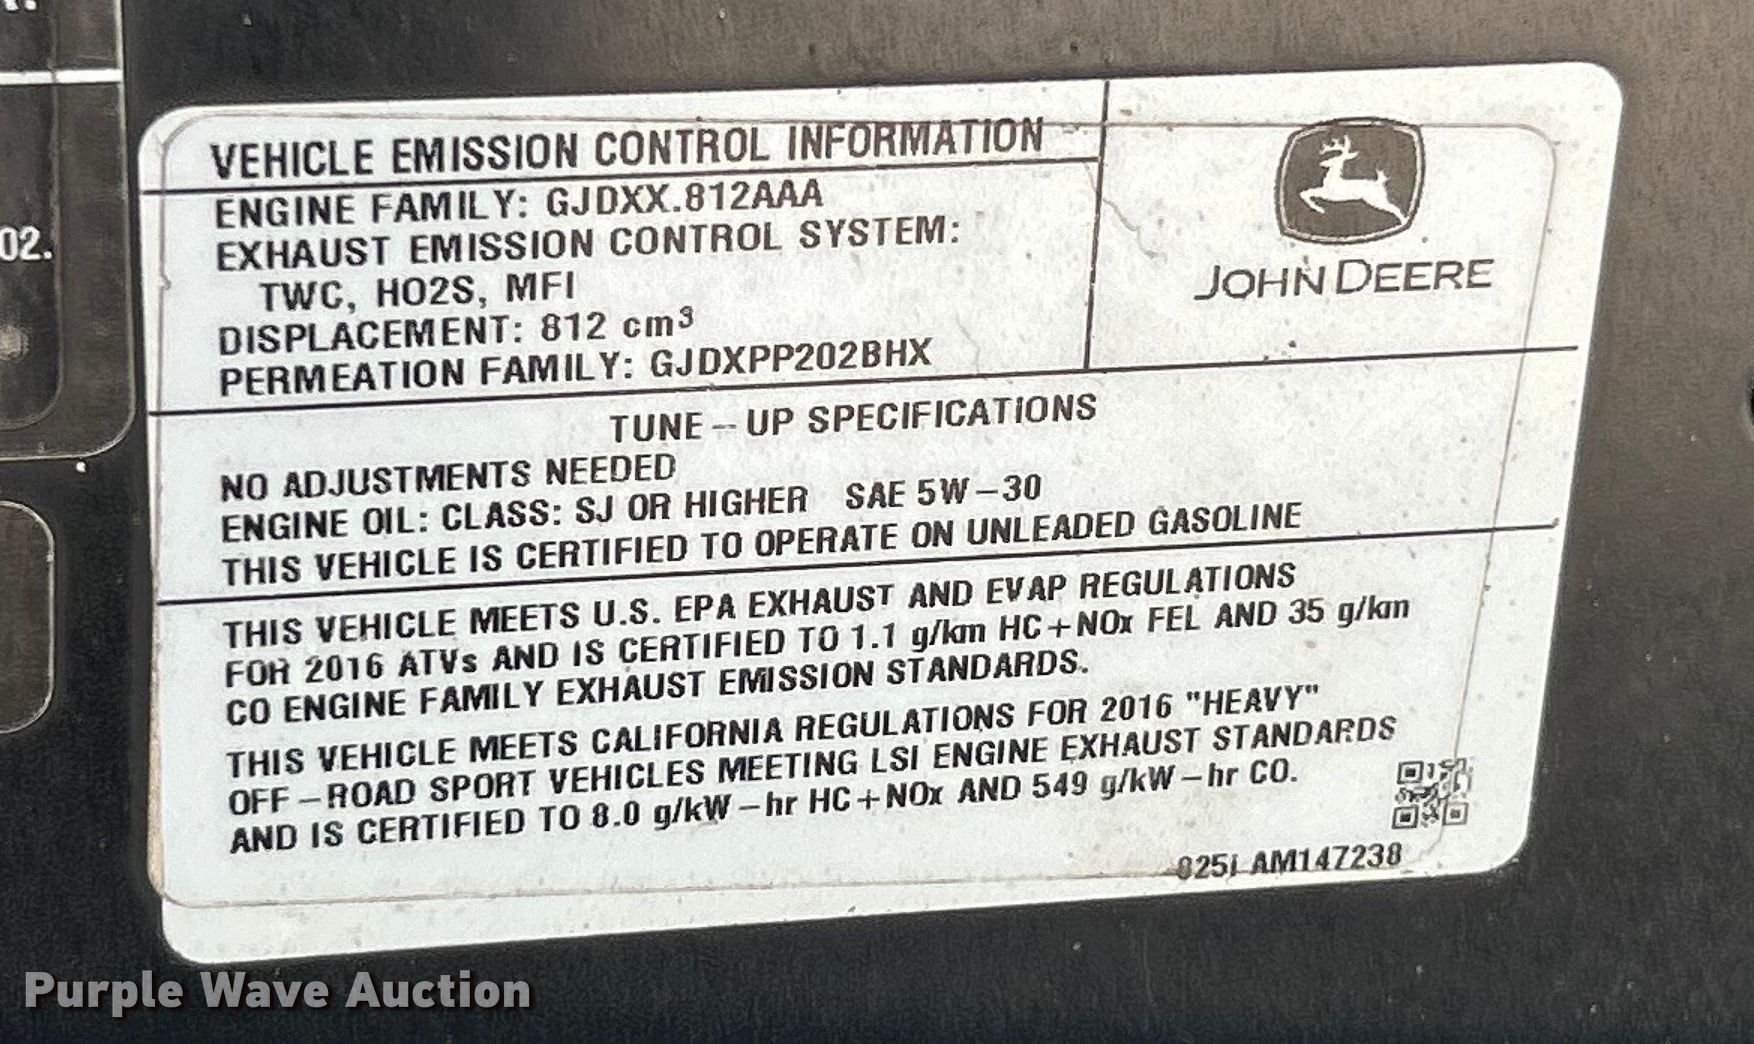 02.
VEHICLE EMISSION CONTROL INFORMATION
ENGINE FAMILY: GJDXX.812AAA
EXHAUST EMISSION CONTROL SYSTEM:
TWC, HO2S, MFI
DISPLACEMENT: 812 cm³
PERMEATION FAMILY: GJDXPP202BHX
JOHN DEERE
TUNE-UP SPECIFICATIONS
NO ADJUSTMENTS NEEDED
ENGINE OIL: CLASS: SJ OR HIGHER SAE 5W-30
THIS VEHICLE IS CERTIFIED TO OPERATE ON UNLEADED GASOLINE
THIS VEHICLE MEETS U.S. EPA EXHAUST AND EVAP REGULATIONS
FOR 2016 ATVs AND IS CERTIFIED TO 1.1 g/km HC+NOx FEL AND 35 g/km
CO ENGINE FAMILY EXHAUST EMISSION STANDARDS.
THIS VEHICLE MEETS CALIFORNIA REGULATIONS FOR 2016 "HEAVY"
OFF-ROAD SPORT VEHICLES MEETING LSI ENGINE EXHAUST STANDARDS
AND IS CERTIFIED TO 8.0 g/kW-hr HC+NOx AND 549 g/kW-hr CO.
825i AM147238
Purple Wave Auction